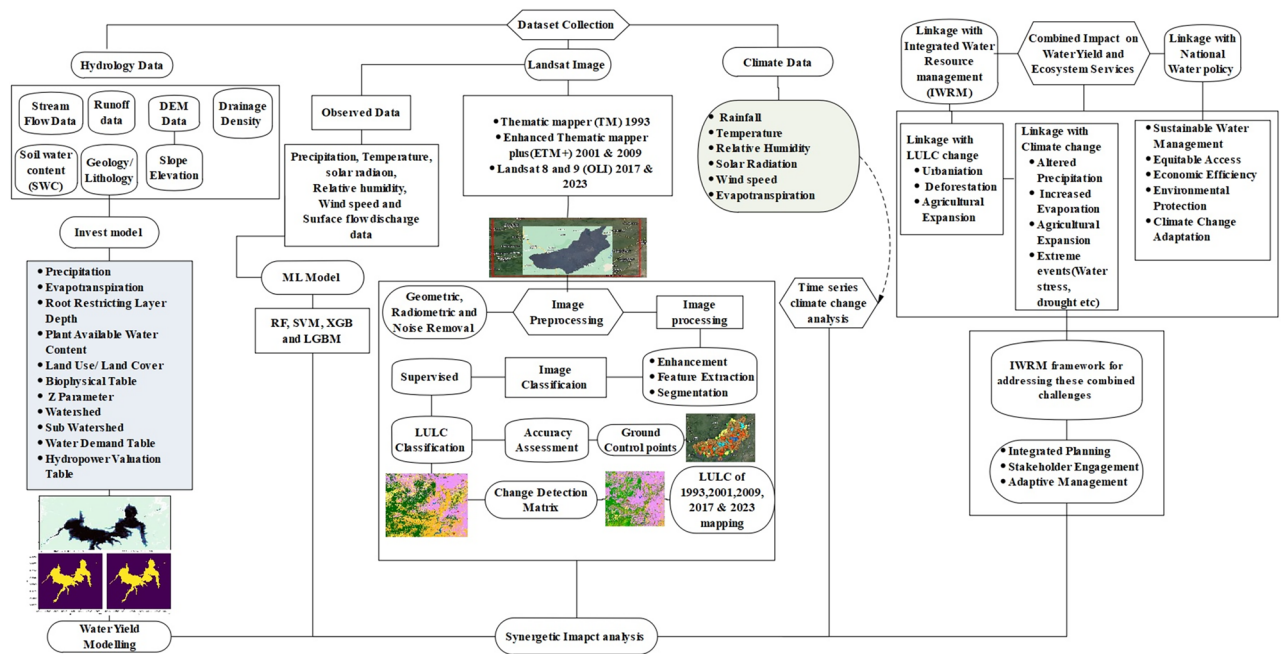 Dataset Collection
Hydrology Data
Landsat Image
Climate Data
Stream
Flow Data
Runoff
data
DEM
Data
Drainage
Density
Soil water
content
(SWC)
Geology/
Lithology
Slope
Elevation
Invest model
• Precipitation
• Evapotranspiration
• Root Restricting Layer
Depth
• Plant Available Water
Content
• Land Use/ Land Cover
• Biophysical Table
• Z Parameter
• Watershed
• Sub Watershed
• Water Demand Table
• Hydropower Valuation
Table
Water Yield
Modelling
Observed Data
Precipitation, Temperature,
solar radiaon,
Relative humidity,
Wind speed and
Surface flow discharge
data
ML Model
RF, SVM, XGB
and LGBM
• Thematic mapper (TM) 1993
• Enhanced Thematic mapper
plus(ETM+) 2001 & 2009
• Landsat 8 and 9 (OLI) 2017 &
2023
Geometric,
Radiometric and
Noise Removal
Image
Preprocessing
Image
processing
Supervised
Image
Classificaion
• Enhancement
• Feature Extraction
• Segmentation
LULC
Classification
Accuracy
Assessment
Ground
Control points
Change Detection
Matrix
LULC of
1993,2001,2009,
2017 & 2023
mapping
Synergetic Imapct analysis
• Rainfall
• Temperature
• Relative Humidity
• Solar Radiation
• Wind speed
• Evapotranspiration
Time series
climate change
analysis
Linkage with
Integrated Water
Resource
management
(IWRM)
Combined Impact on
Water Yield and
Ecosystem Services
Linkage with
National
Water policy
Linkage with
LULC change
• Urbaniation
• Deforestation
• Agricultural
Expansion
Linkage with
Climate change
• Altered
Precipitation
• Increased
Evaporation
• Agricultural
Expansion
• Extreme
events(Water
stress,
drought etc)
• Sustainable Water
Management
• Equitable Access
• Economic Efficiency
• Environmental
Protection
• Climate Change
Adaptation
IWRM framework for
addressing these combined
challenges
• Integrated Planning
• Stakeholder Engagement
• Adaptive Management